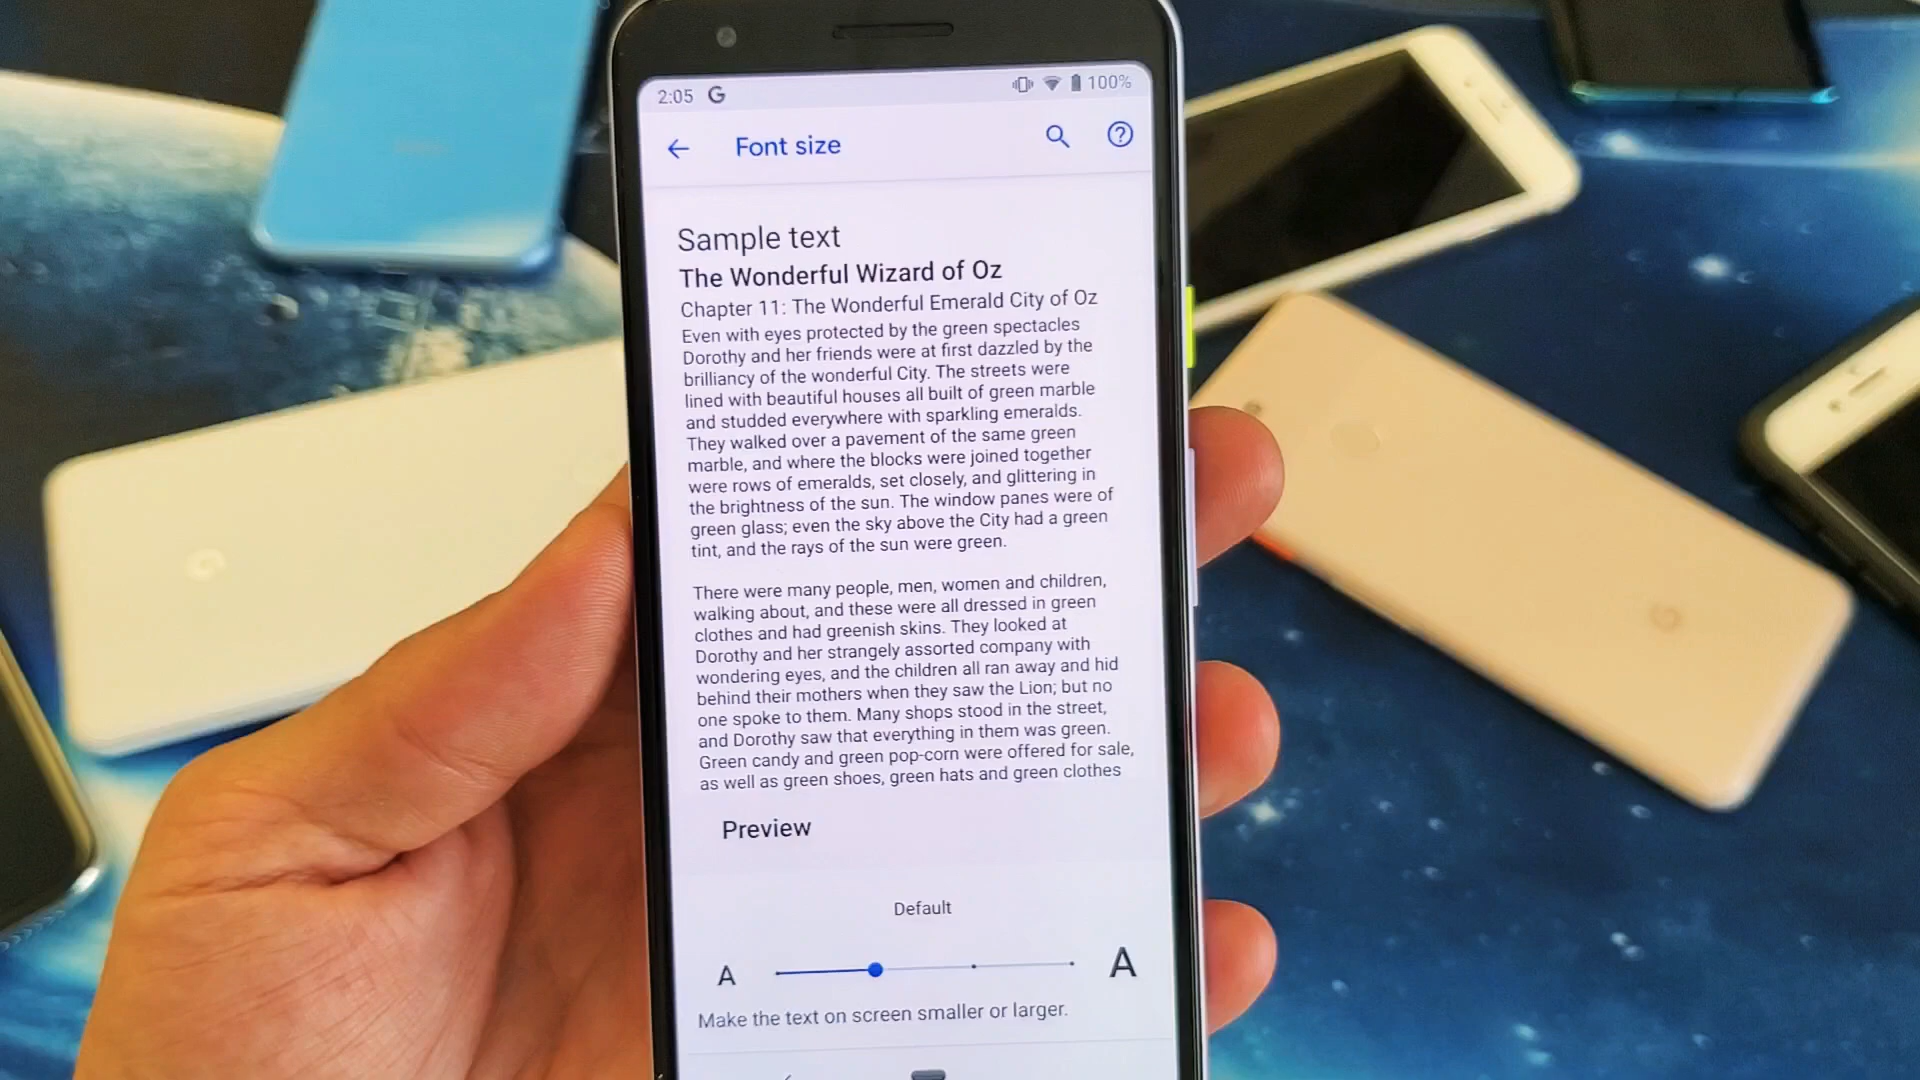 2:05 G 100%
Font size
Sample text
The Wonderful Wizard of Oz
Chapter 11: The Wonderful Emerald City of Oz
Even with eyes protected by the green spectacles
Dorothy and her friends were at first dazzled by the
brilliancy of the wonderful City. The streets were
lined with beautiful houses all built of green marble
and studded everywhere with sparkling emeralds.
They walked over a pavement of the same green
marble, and where the blocks were joined together
were rows of emeralds, set closely, and glittering in
the brightness of the sun. The window panes were of
green glass; even the sky above the City had a green
tint, and the rays of the sun were green.
There were many people, men, women and children,
walking about, and these were all dressed in green
clothes and had greenish skins. They looked at
Dorothy and her strangely assorted company with
wondering eyes, and the children all ran away and hid
behind their mothers when they saw the Lion; but no
one spoke to them. Many shops stood in the street,
and Dorothy saw that everything in them was green.
Green candy and green pop-corn were offered for sale,
as well as green shoes, green hats and green clothes
Preview
Default
A A
Make the text on screen smaller or larger.